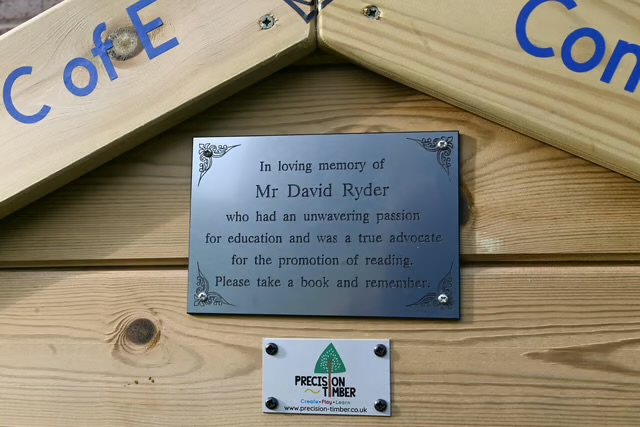 C of E
Com
In loving memory of
Mr David Ryder
who had an unwavering passion
for education and was a true advocate
for the promotion of reading.
Please take a book and remember.
PRECISION
TIMBER
Create•Play•Learn
www.precision-timber.co.uk